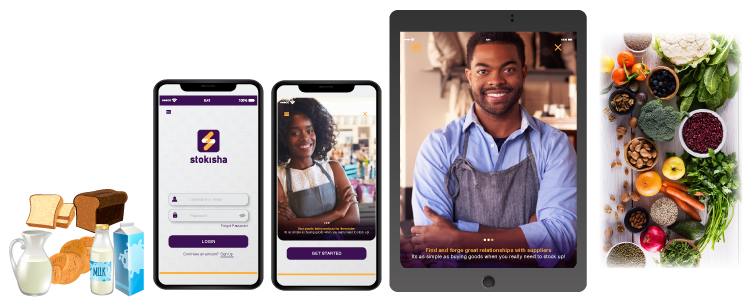 9:41
100%
stokisha
Username or email
Password
Forgot Password?
LOGIN
Don't have an account? Sign Up
GET STARTED
Find and forge great relationships with suppliers
Its as simple as buying goods when you really need to stock up!
MILK